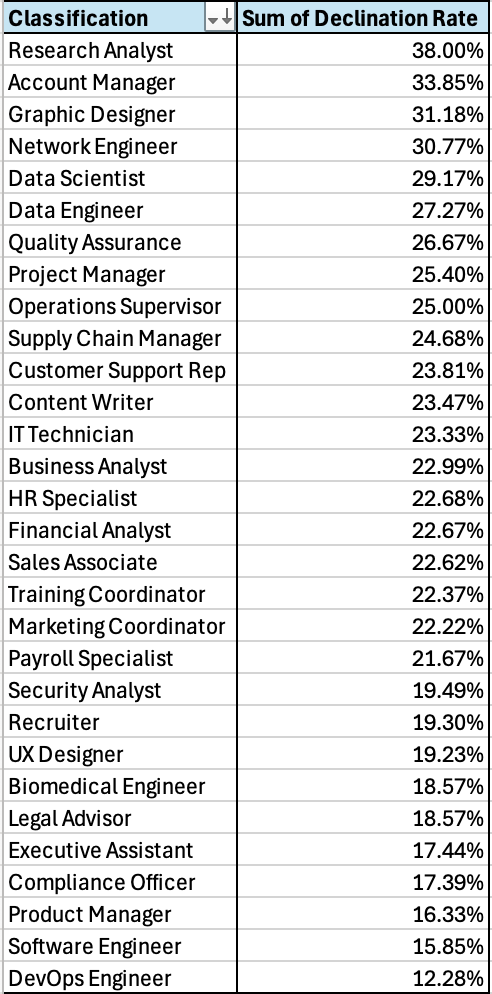 Classification Sum of Declination Rate
Research Analyst 38.00%
Account Manager 33.85%
Graphic Designer 31.18%
Network Engineer 30.77%
Data Scientist 29.17%
Data Engineer 27.27%
Quality Assurance 26.67%
Project Manager 25.40%
Operations Supervisor 25.00%
Supply Chain Manager 24.68%
Customer Support Rep 23.81%
Content Writer 23.47%
IT Technician 23.33%
Business Analyst 22.99%
HR Specialist 22.68%
Financial Analyst 22.67%
Sales Associate 22.62%
Training Coordinator 22.37%
Marketing Coordinator 22.22%
Payroll Specialist 21.67%
Security Analyst 19.49%
Recruiter 19.30%
UX Designer 19.23%
Biomedical Engineer 18.57%
Legal Advisor 18.57%
Executive Assistant 17.44%
Compliance Officer 17.39%
Product Manager 16.33%
Software Engineer 15.85%
DevOps Engineer 12.28%